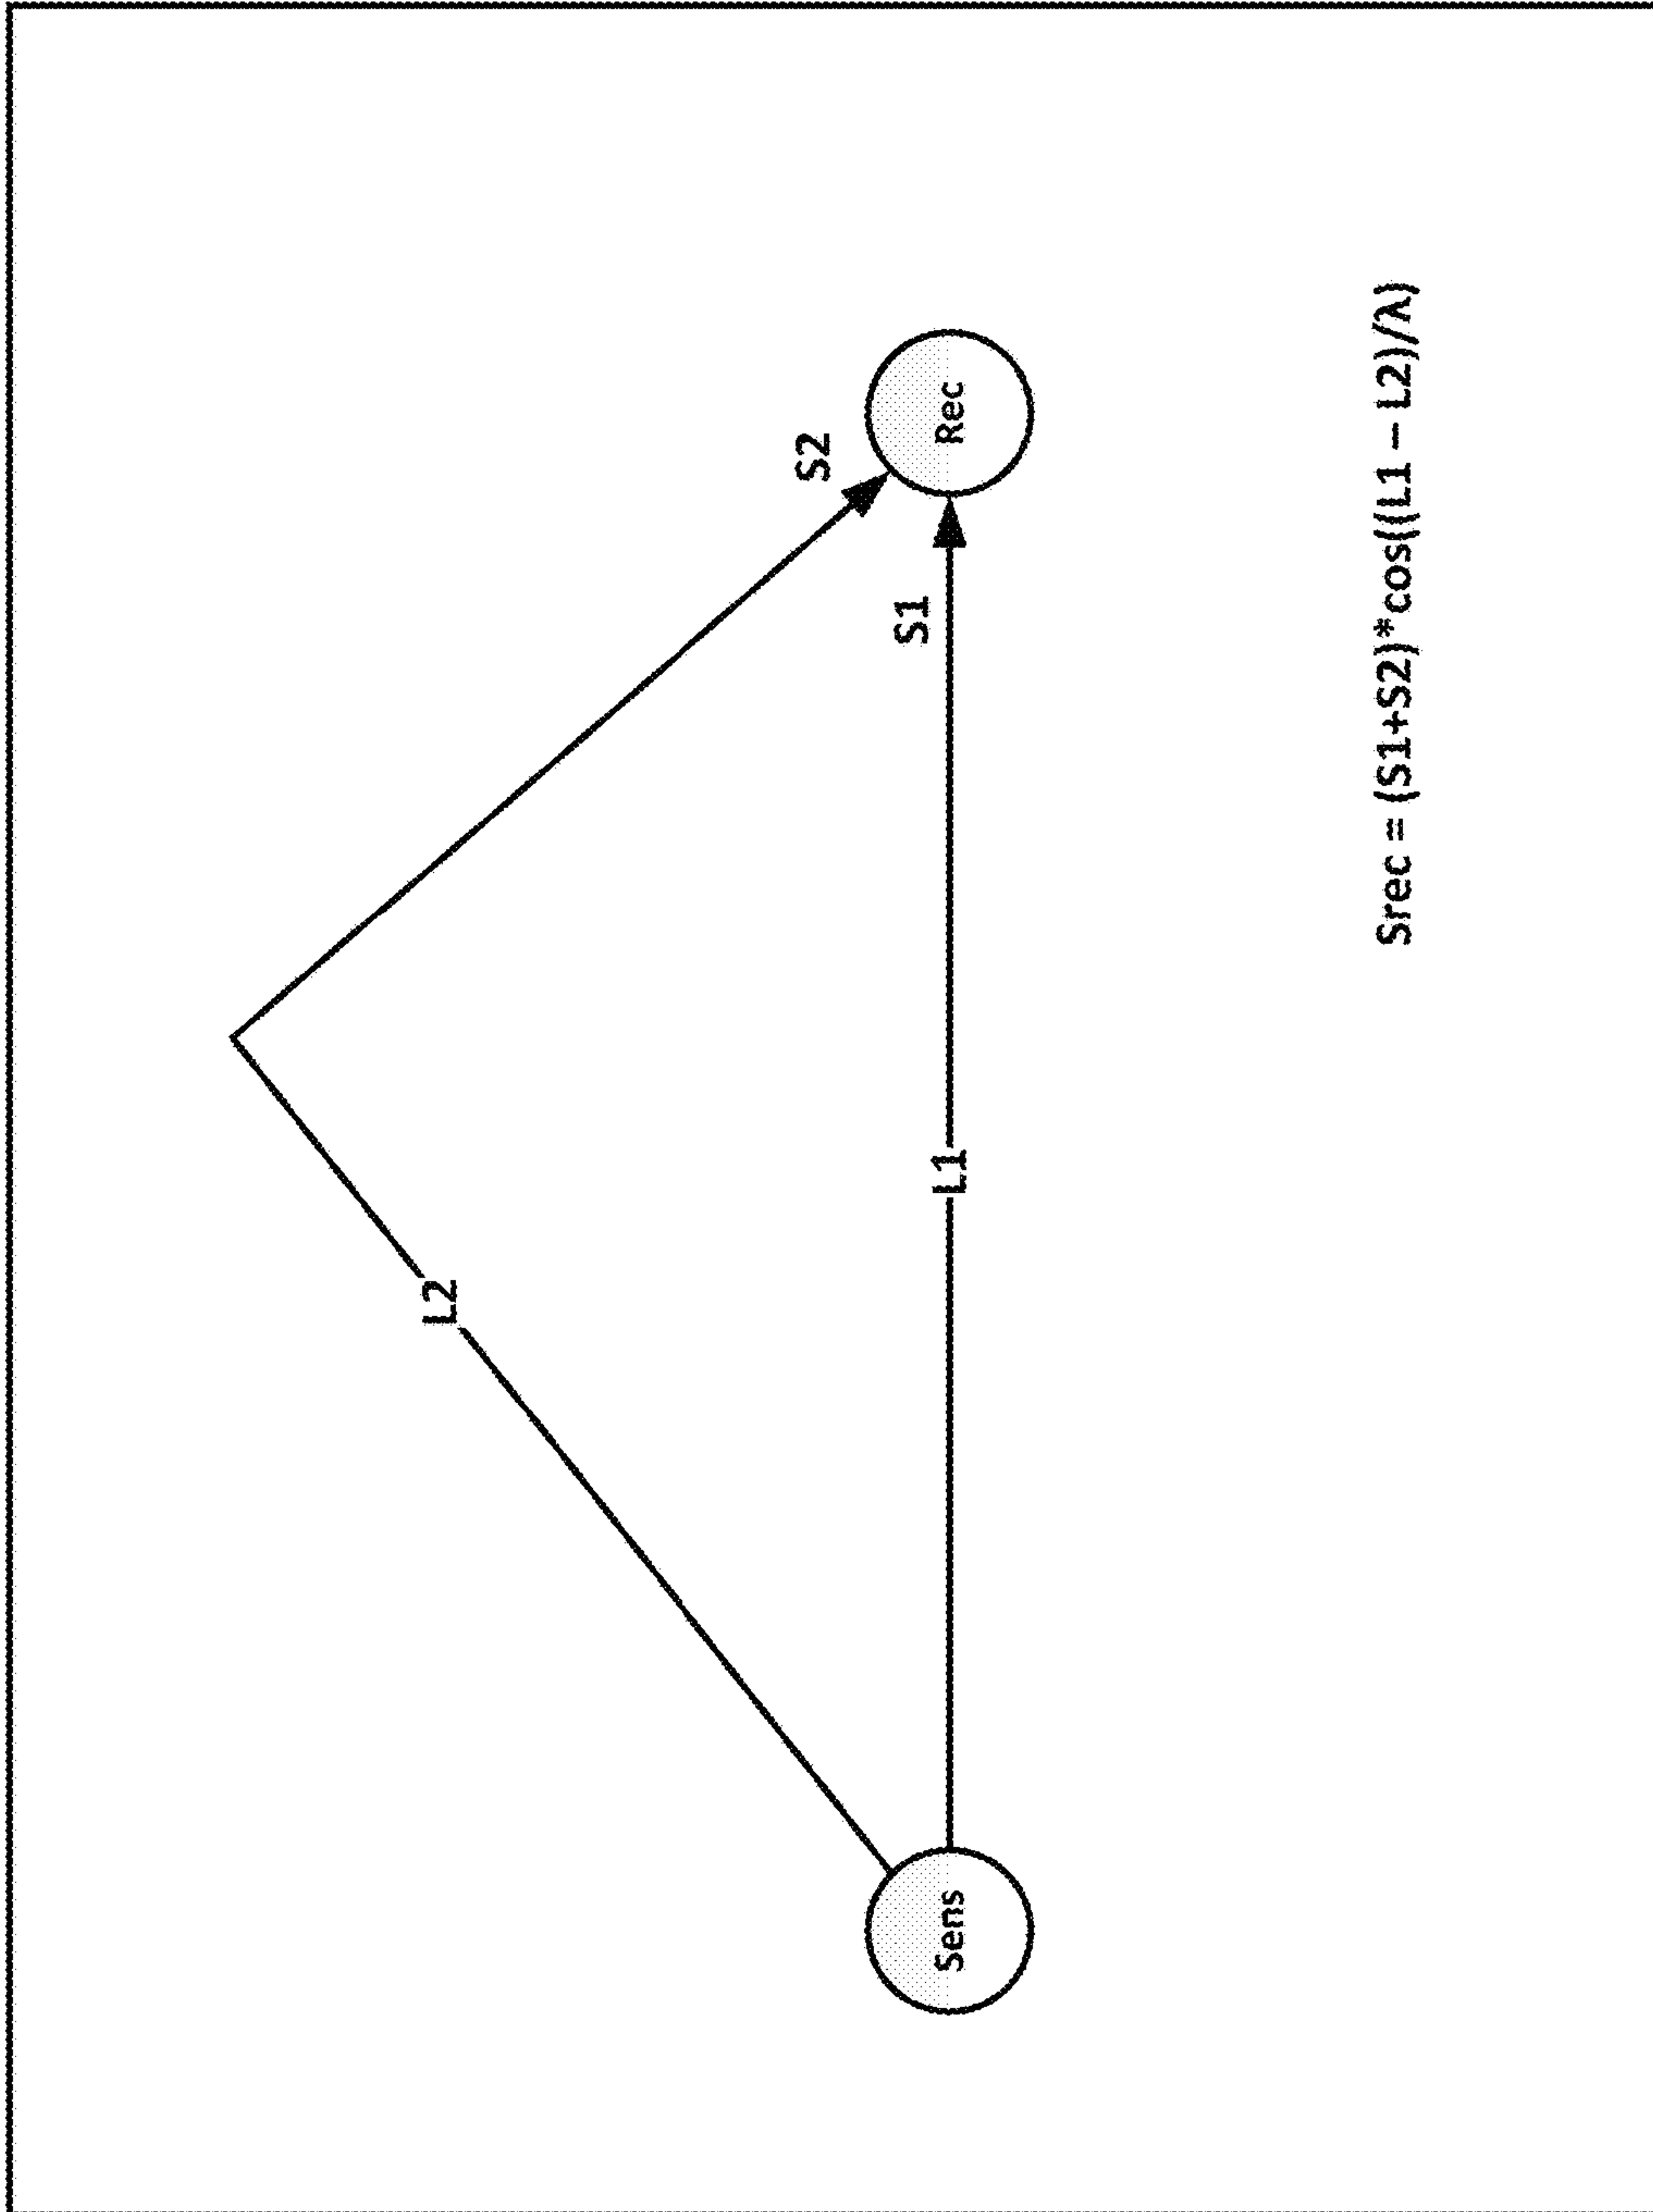 L2
S2
S1
L1
Sens
Rec
Srec = (S1+S2)*cos((L1 – L2)/λ)